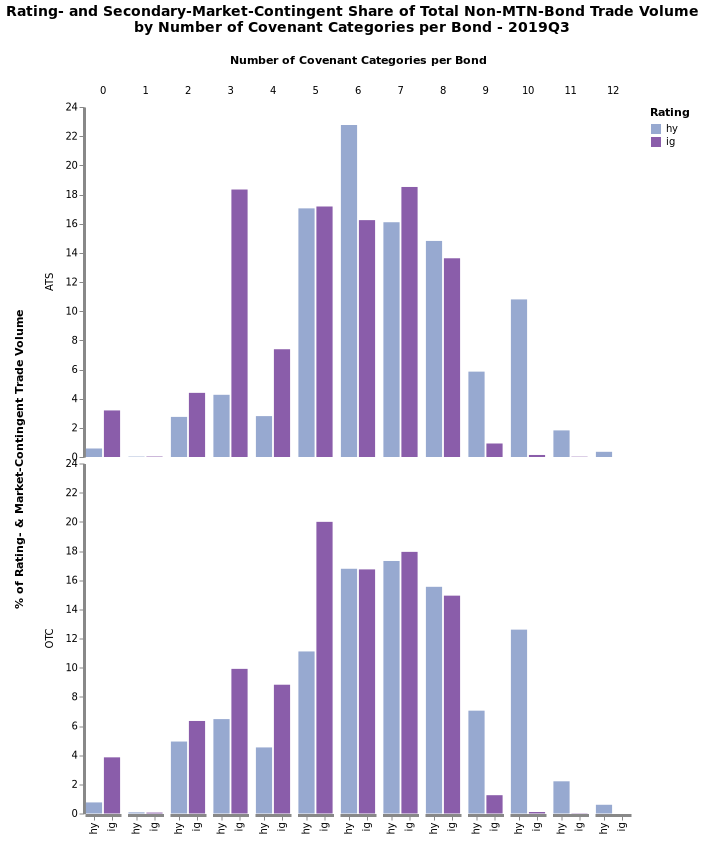 Rating- and Secondary-Market-Contingent Share of Total Non-MTN-Bond Trade Volume
by Number of Covenant Categories per Bond - 2019Q3
Number of Covenant Categories per Bond
0 1 2 3 4 5 6 7 8 9 10 11 12
Rating
hy
ig
% of Rating- & Market-Contingent Trade Volume
ATS
24
22
20
18
16
14
12
10
8
6
4
2
0
OTC
24
22
20
18
16
14
12
10
8
6
4
2
0
hy ig hy ig hy ig hy ig hy ig hy ig hy ig hy ig hy ig hy ig hy ig hy ig hy ig